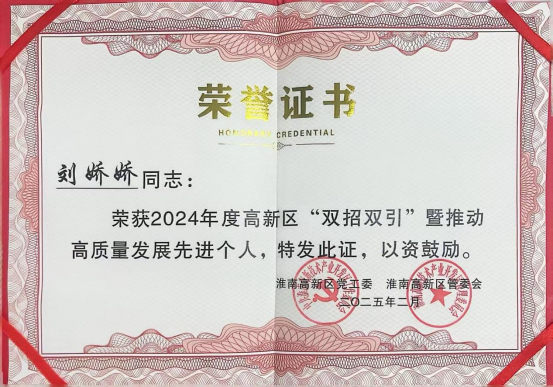 荣誉证书
HONORARY CREDENTIAL
刘娇娇同志：
荣获2024年度高新区“双招双引”暨推动
高质量发展先进个人，特发此证，以资鼓励。
淮南高新区党工委 淮南高新区管委会
二〇二五年二月